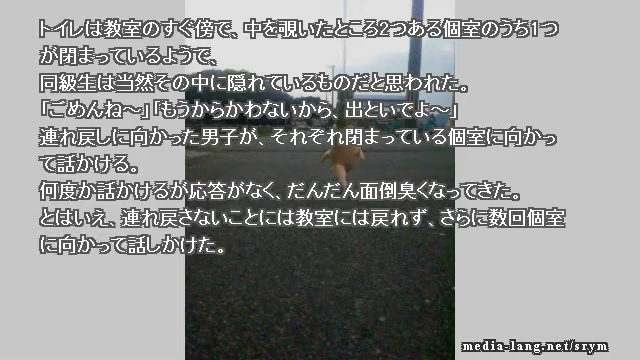 トイレは教室のすぐ傍で、中を覗いたところ2つある個室のうち1つ
が閉まっているようで、
同級生は当然その中に隠れているものだと思われた。
「ごめんね～」「もうからかわないから、出といてよ～」
連れ戻しに向かった男子が、それぞれ閉まっている個室に向かっ
て話かける。
何度か話かけるが応答がなく、だんだん面倒臭くなってきた。
とはいえ、連れ戻さないことには教室には戻れず、さらに数回個室
に向かって話しかけた。
media-lang.net/srym